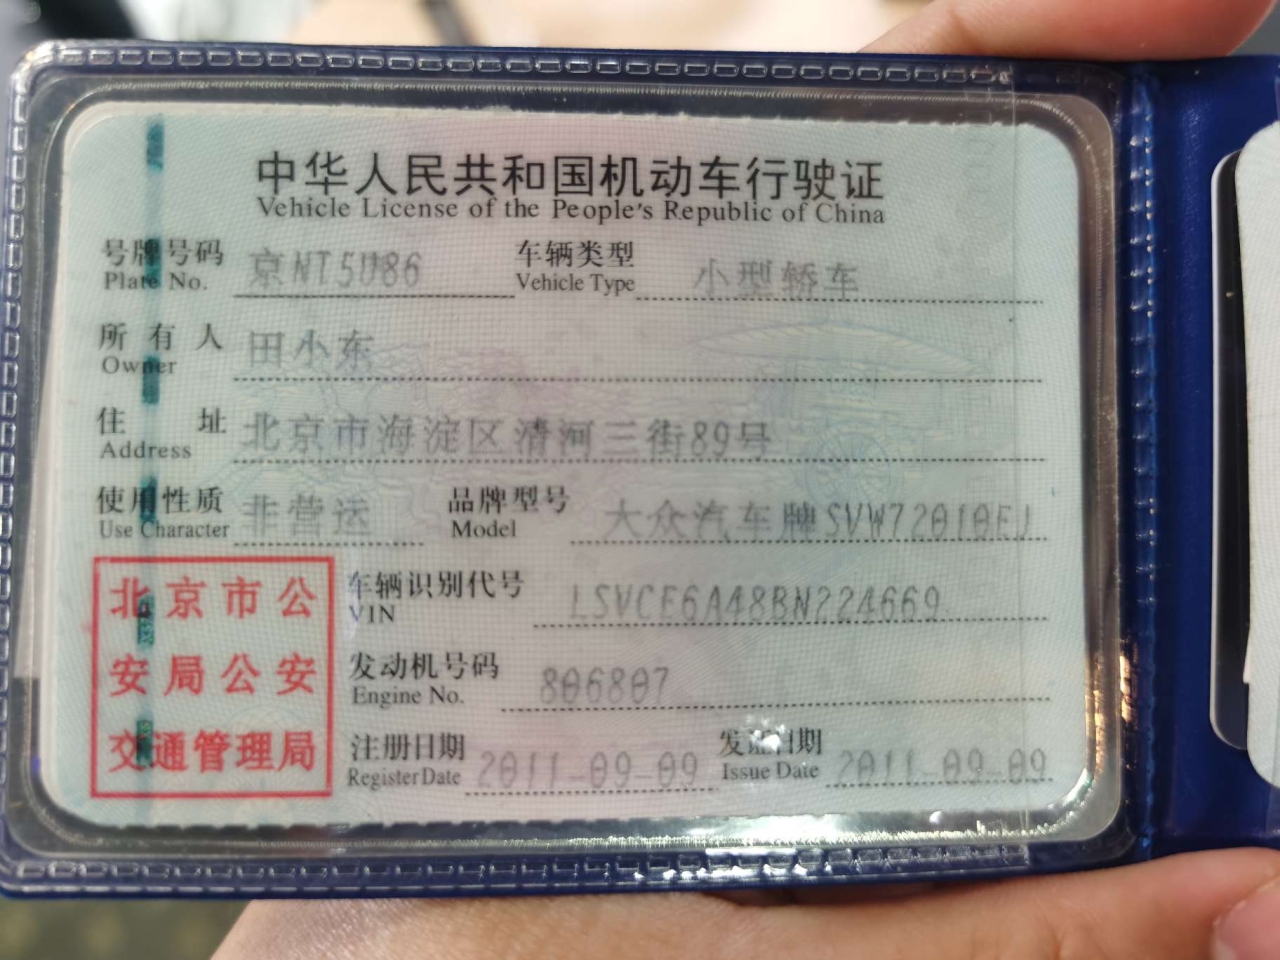 中华人民共和国机动车行驶证
Vehicle License of the People's Republic of China
号牌号码 京NT5U86 车辆类型 小型轿车
Plate No. Vehicle Type
所有人 田小东
Owner
住址 北京市海淀区清河三街89号
Address
使用性质 非营运 品牌型号 大众汽车牌SVW72010EJ
Use Character Model
北京市公
安局公安
交通管理局
车辆识别代号 LSVCE6A48BN224669
VIN
发动机号码 806807
Engine No.
注册日期 2011-09-09 发证日期 2011-09-09
Register Date Issue Date